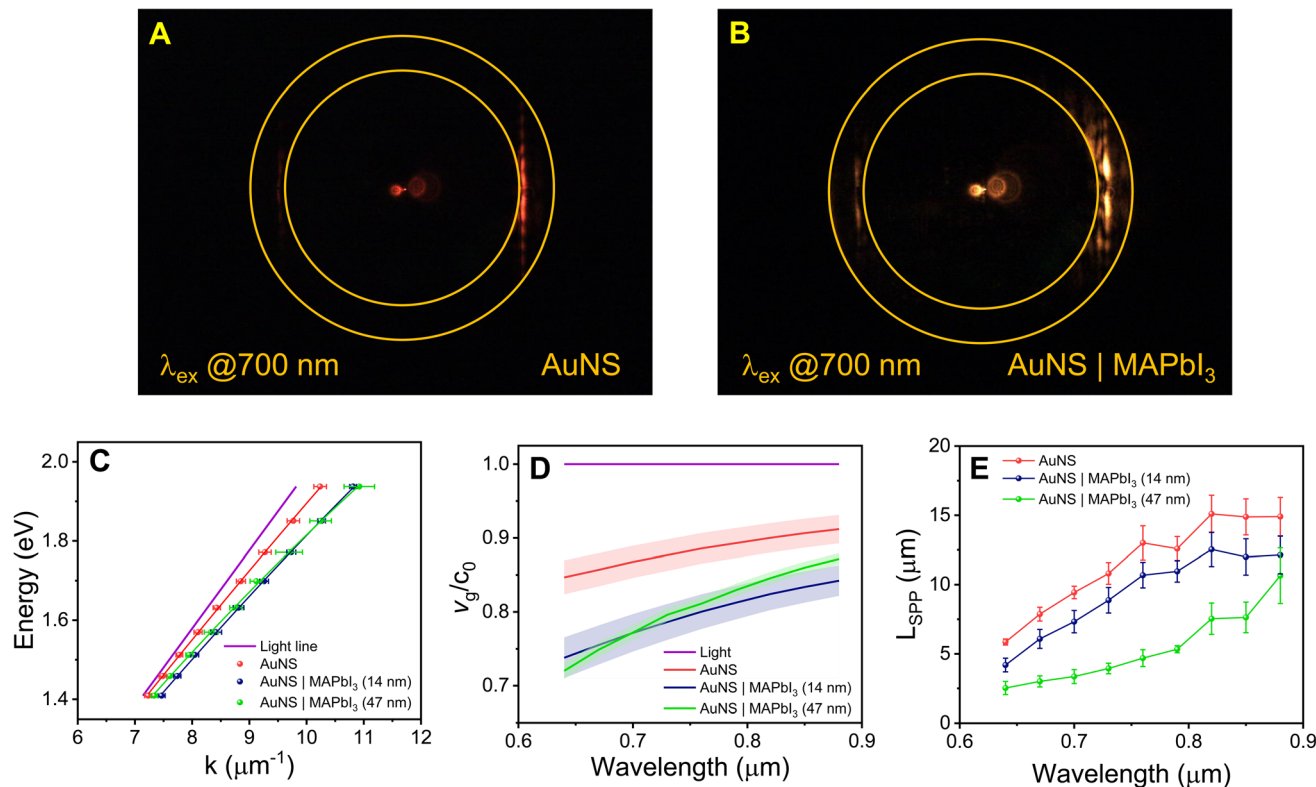 A
λex @700 nm
AuNS
B
λex @700 nm
AuNS | MAPbI₃
C
2.0
1.8
1.6
1.4
Energy (eV)
Light line
AuNS
AuNS | MAPbI₃ (14 nm)
AuNS | MAPbI₃ (47 nm)
6 7 8 9 10 11 12
k (μm⁻¹)
D
1.0
0.9
0.8
0.7
vg/c₀
Light
AuNS
AuNS | MAPbI₃ (14 nm)
AuNS | MAPbI₃ (47 nm)
0.6 0.7 0.8 0.9
Wavelength (μm)
E
20
15
10
5
0
LSPP (μm)
AuNS
AuNS | MAPbI₃ (14 nm)
AuNS | MAPbI₃ (47 nm)
0.6 0.7 0.8 0.9
Wavelength (μm)